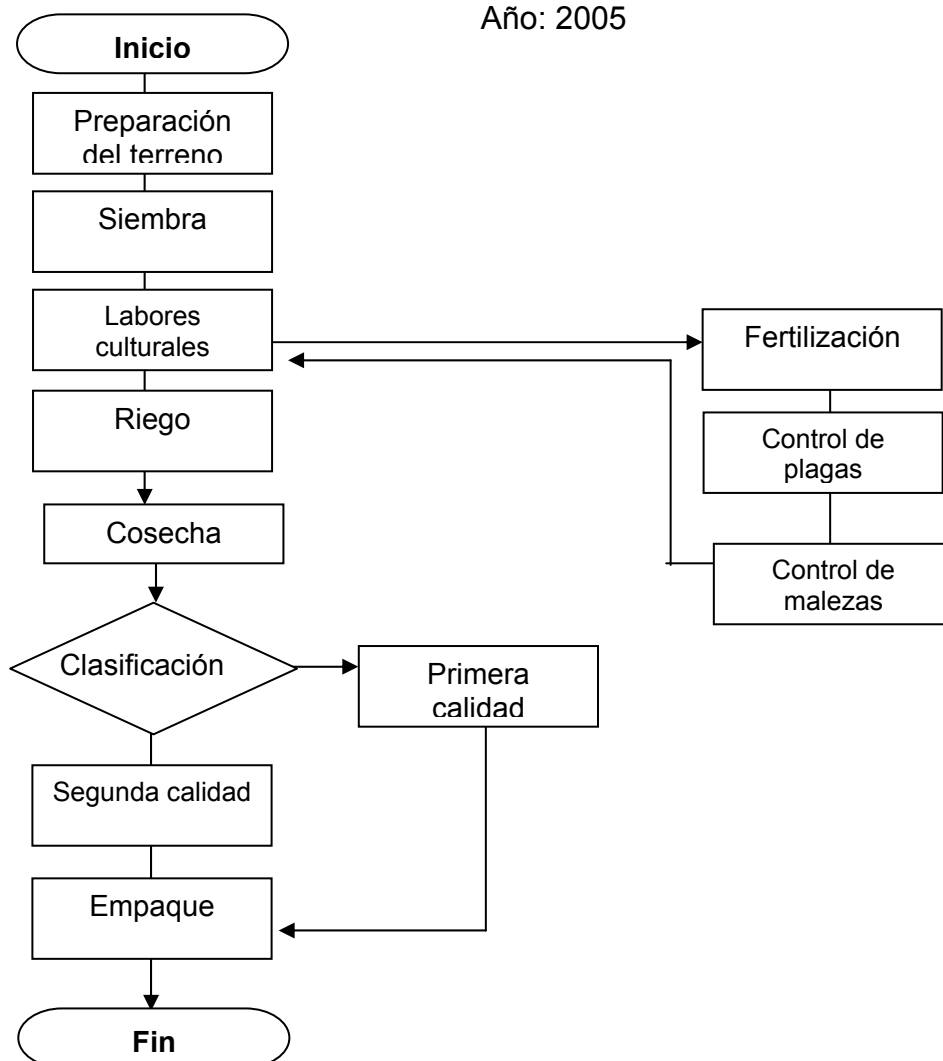 Año: 2005
Inicio
Preparación
del terreno
Siembra
Labores
culturales
Fertilización
Riego
Control de
plagas
Cosecha
Control de
malezas
Clasificación
Primera
calidad
Segunda calidad
Empaque
Fin